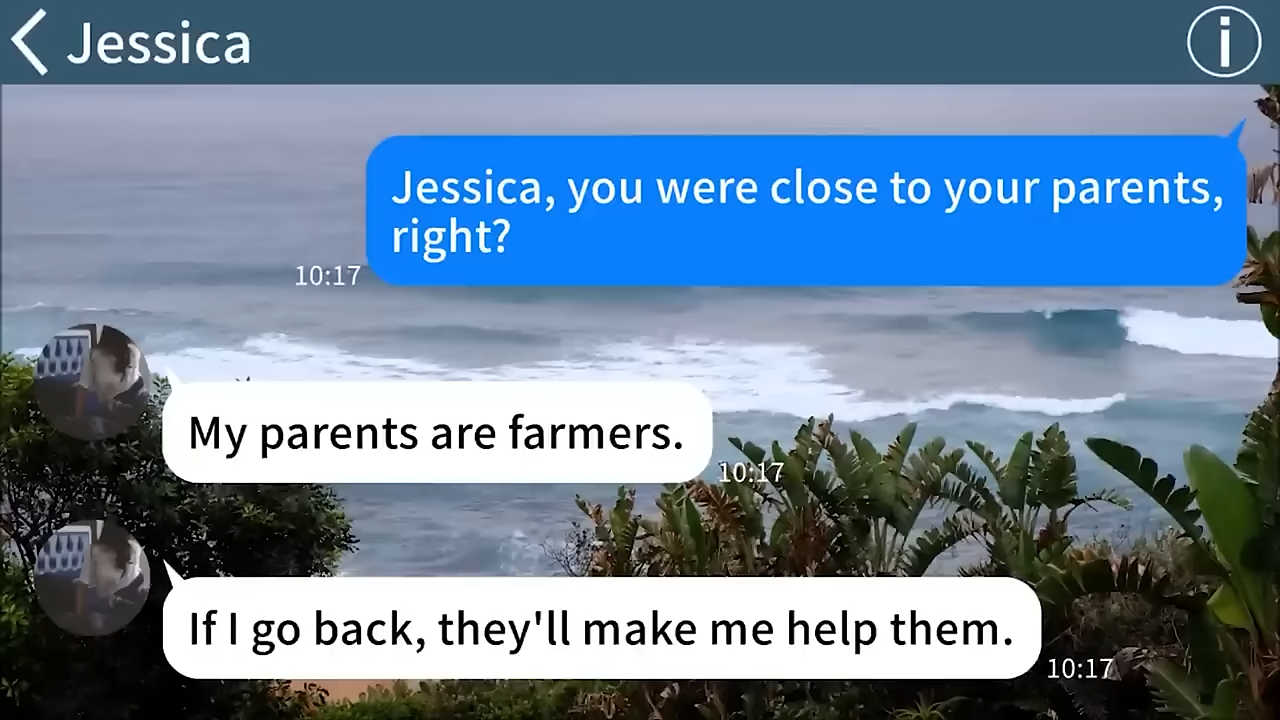 Jessica
Jessica, you were close to your parents,
right?
10:17
My parents are farmers.
10:17
If I go back, they'll make me help them.
10:17